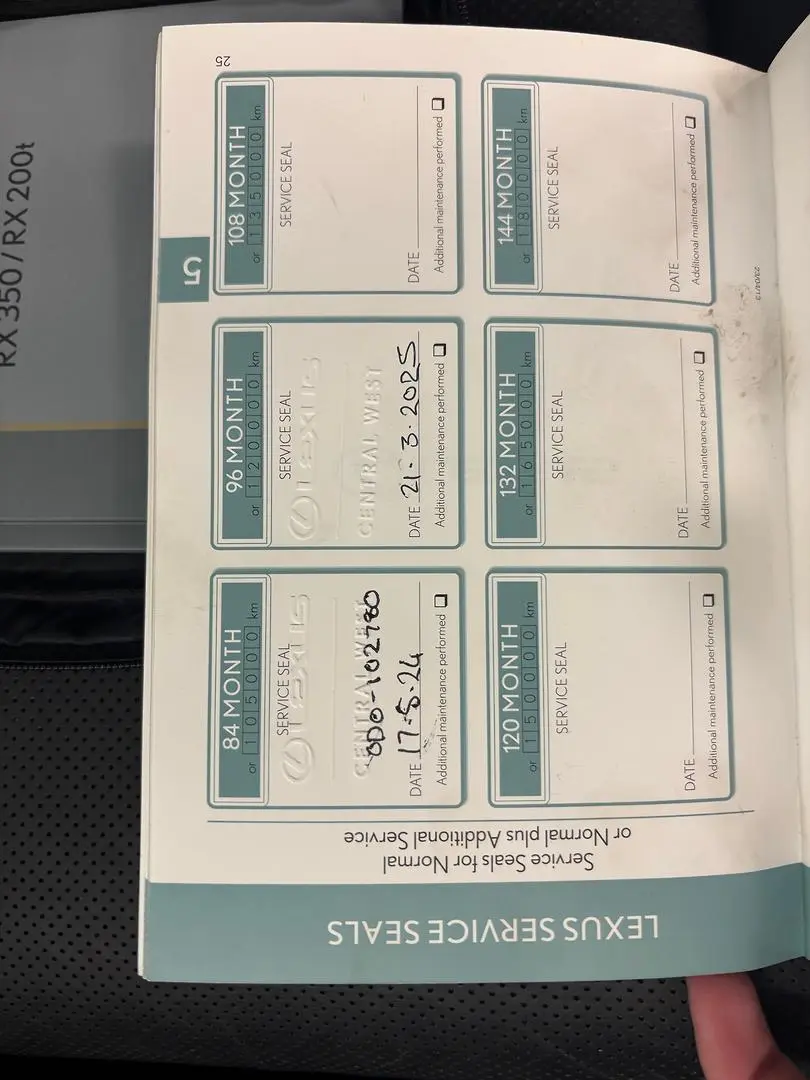 RX 350 / RX 200t
LEXUS SERVICE SEALS
Service Seals for Normal
or Normal plus Additional Service
84 MONTH
or 105000 km
SERVICE SEAL
LEXUS
CENTRAL WEST
ODO-102780
DATE 17-8-24
Additional maintenance performed
96 MONTH
or 120000 km
SERVICE SEAL
LEXUS
CENTRAL WEST
DATE 21-3-2025
Additional maintenance performed
108 MONTH
or 135000 km
SERVICE SEAL
DATE
Additional maintenance performed
120 MONTH
or 150000 km
SERVICE SEAL
DATE
Additional maintenance performed
132 MONTH
or 165000 km
SERVICE SEAL
DATE
Additional maintenance performed
144 MONTH
or 180000 km
SERVICE SEAL
DATE
Additional maintenance performed
5
25
23/04/13